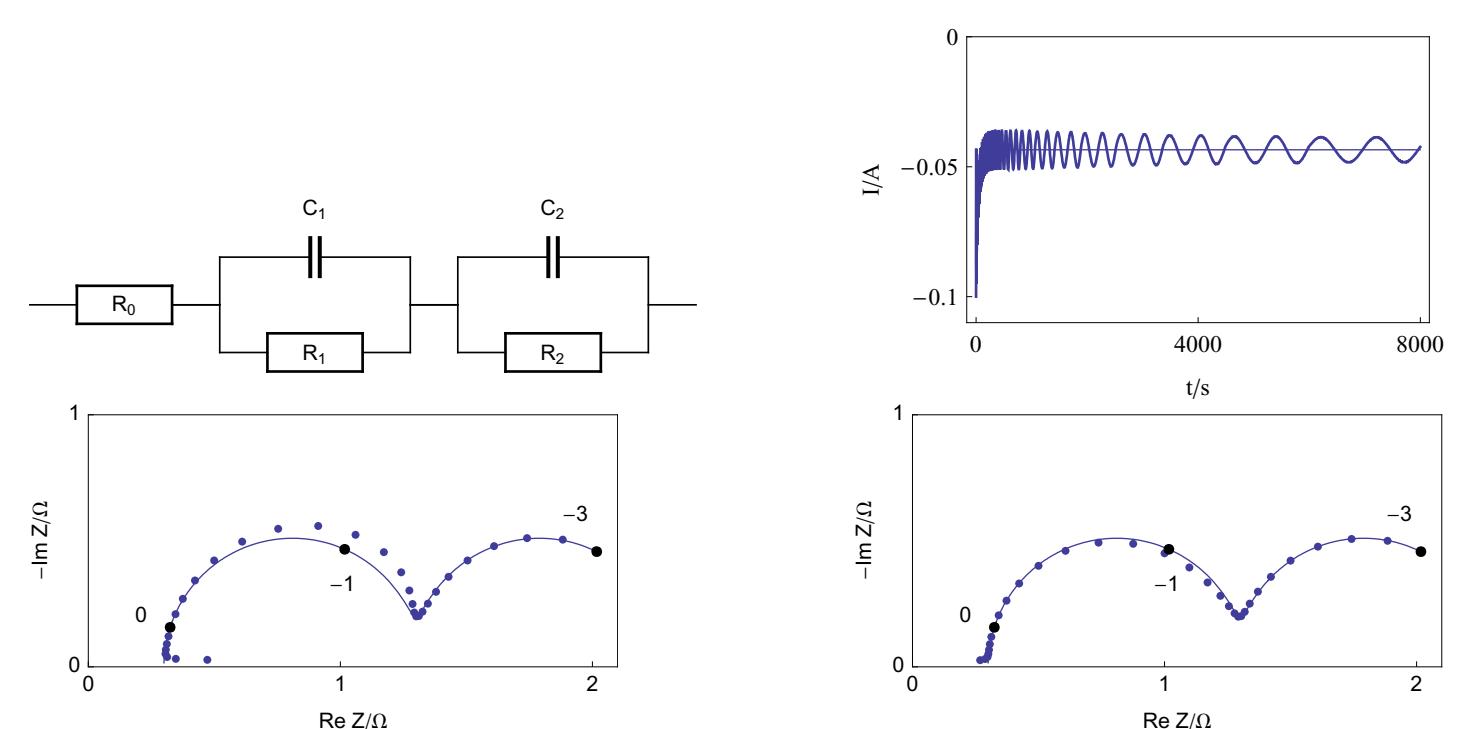 C₁ C₂
R₀
R₁ R₂
0
−0.05
−0.1
I/A
0 4000 8000
t/s
1
0
−Im Z/Ω
0
−1
−3
0 1 2
Re Z/Ω
1
0
−Im Z/Ω
0
−1
−3
0 1 2
Re Z/Ω